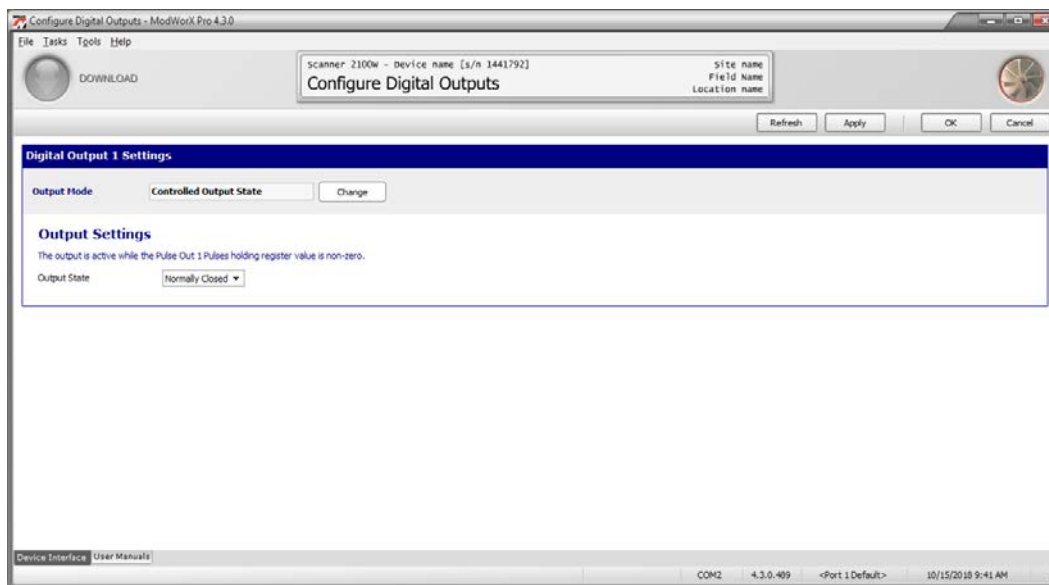 Configure Digital Outputs - ModWorX Pro 4.3.0
File Tasks Tools Help
DOWNLOAD
Scanner 2100w - Device name [s/n 1441792]
Configure Digital Outputs
Site name
Field Name
Location name
Refresh Apply OK Cancel
Digital Output 1 Settings
Output Mode Controlled Output State Change
Output Settings
The output is active while the Pulse Out 1 Pulses holding register value is non-zero.
Output State Normally Closed
Device Interface User Manuals
COM2 4.3.0.489 <Port 1 Default> 10/15/2018 9:41 AM